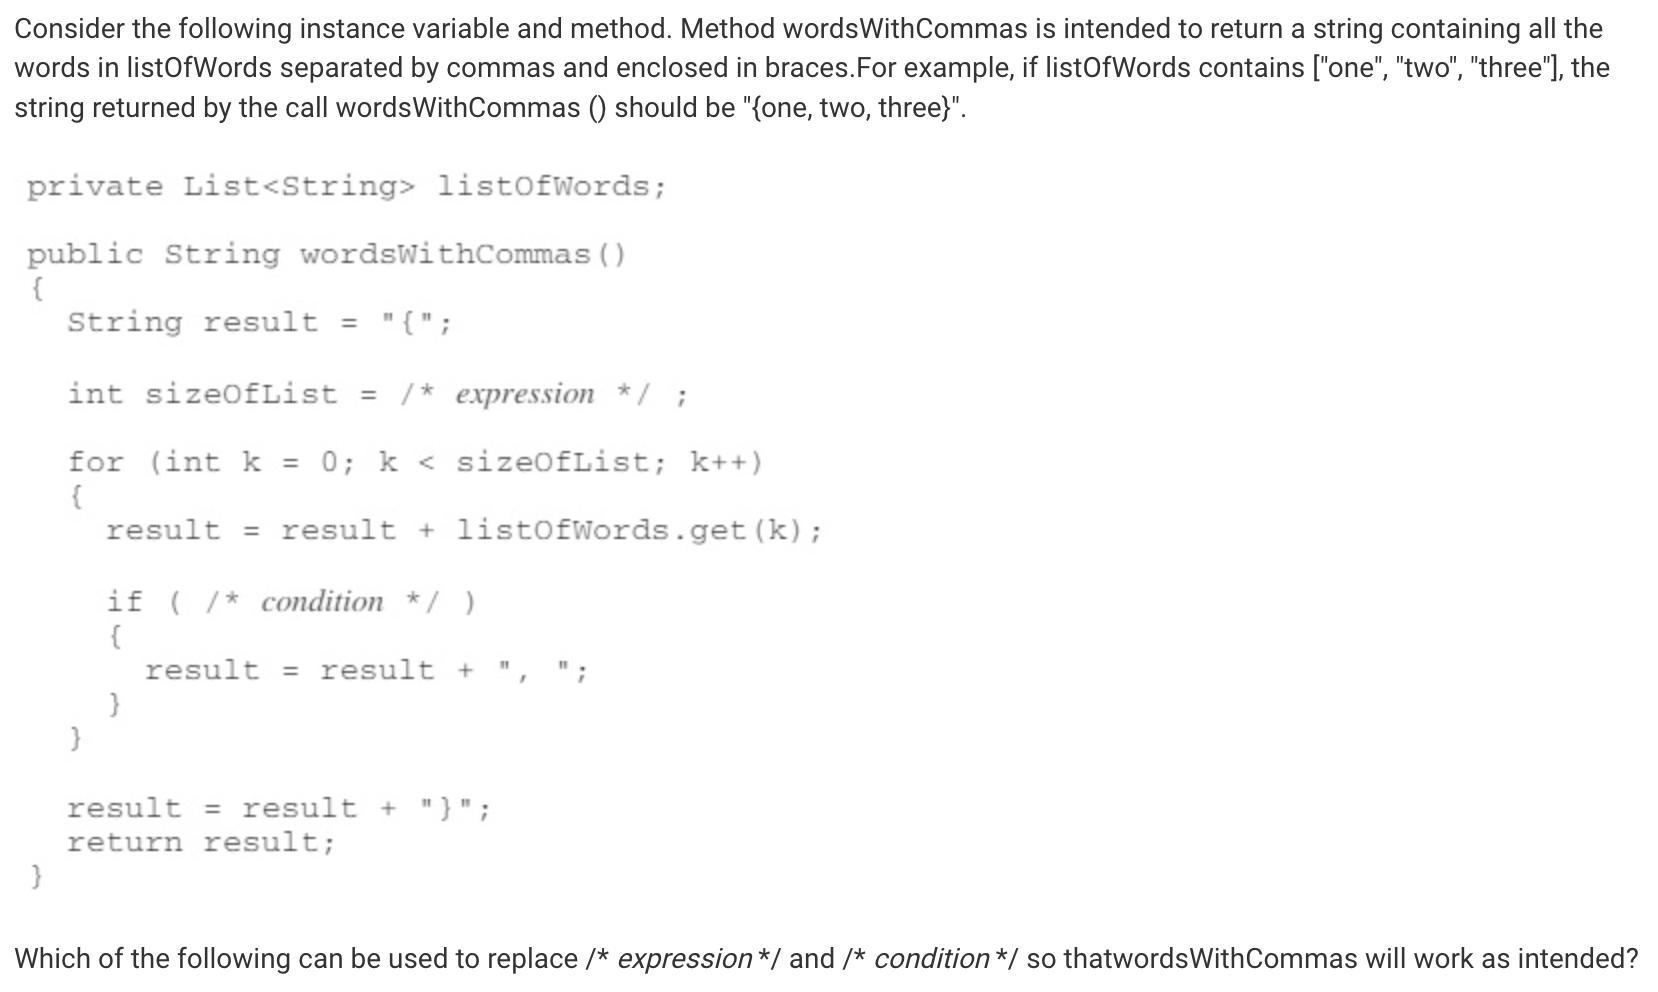 Consider the following instance variable and method. Method wordsWithCommas is intended to return a string containing all the
words in listOfWords separated by commas and enclosed in braces.For example, if listOfWords contains ["one", "two", "three"], the
string returned by the call wordsWithCommas () should be "{one, two, three}".
private List<String> listOfWords;
public String wordsWithCommas()
{
String result = "{";
int sizeOfList = /* expression */ ;
for (int k = 0; k < sizeOfList; k++)
{
result = result + listOfWords.get(k);
if ( /* condition */ )
{
result = result + ", ";
}
}
result = result + "}";
return result;
}
Which of the following can be used to replace /* expression */ and /* condition */ so thatwordsWithCommas will work as intended?